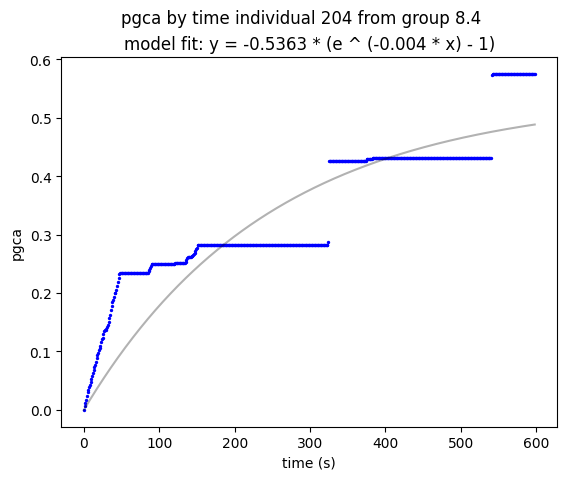 pgca by time individual 204 from group 8.4
model fit: y = -0.5363 * (e ^ (-0.004 * x) - 1)
0.6
0.5
0.4
0.3
0.2
0.1
0.0
pgca
0 100 200 300 400 500 600
time (s)